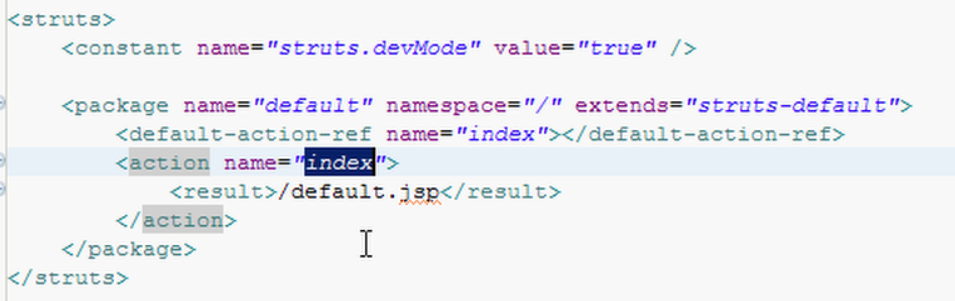 <struts>
<constant name="struts.devMode" value="true" />
<package name="default" namespace="/" extends="struts-default">
<default-action-ref name="index"></default-action-ref>
<action name="index">
<result>/default.jsp</result>
</action>
</package>
</struts>